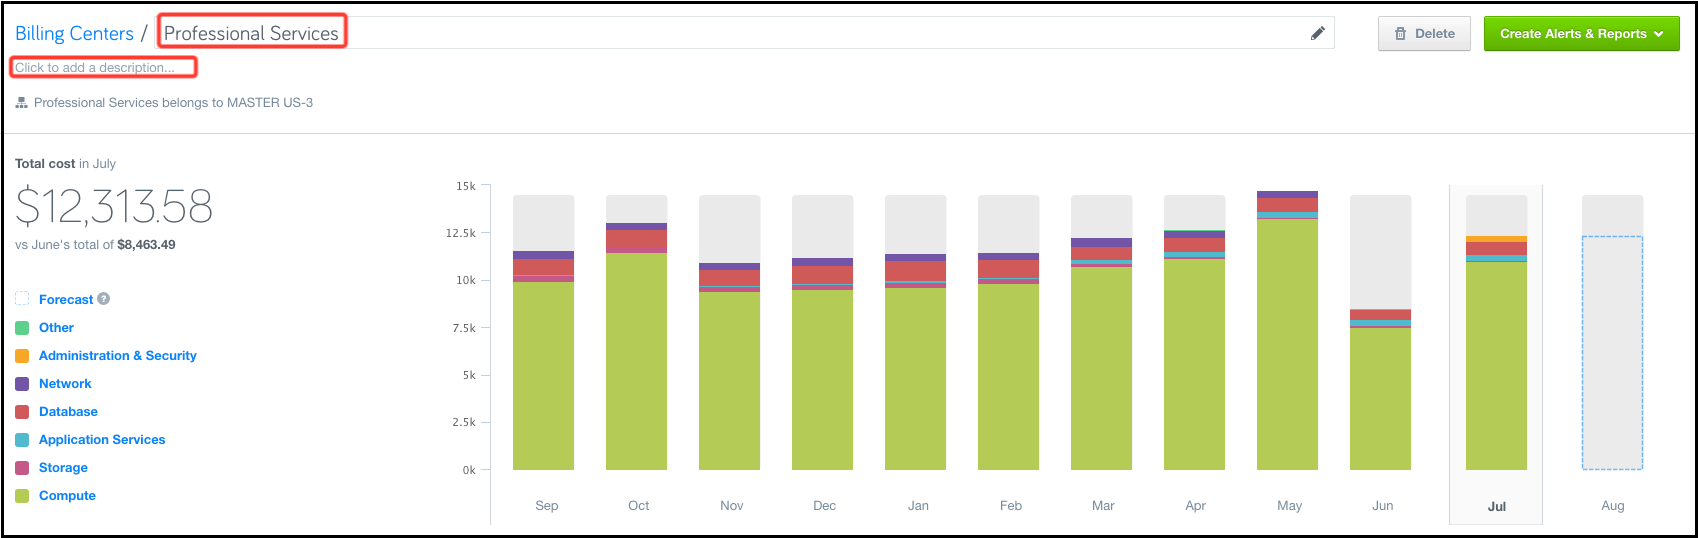 Billing Centers / Professional Services
Delete
Create Alerts & Reports
Click to add a description...
Professional Services belongs to MASTER US-3
Total cost in July
$12,313.58
vs June's total of $8,463.49
Forecast ?
Other
Administration & Security
Network
Database
Application Services
Storage
Compute
15k
12.5k
10k
7.5k
5k
2.5k
0k
Sep Oct Nov Dec Jan Feb Mar Apr May Jun Jul Aug